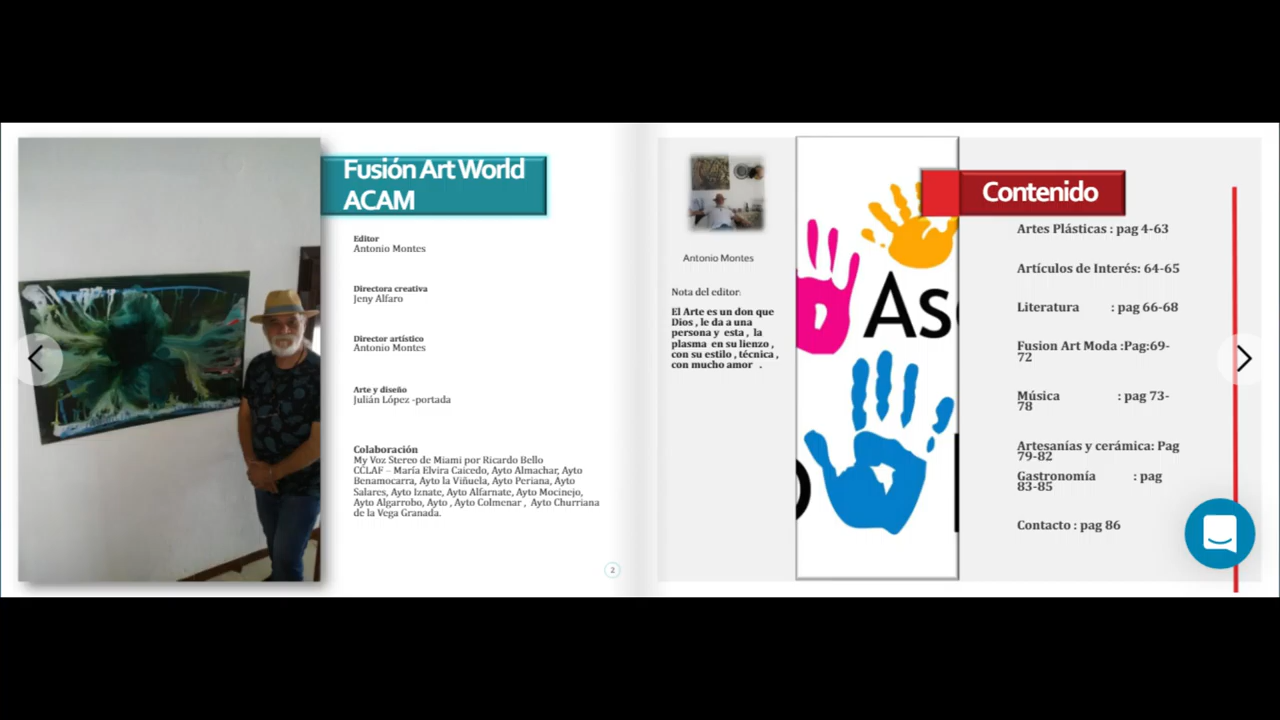 Fusión Art World
ACAM
Editor
Antonio Montes
Directora creativa
Jeny Alfaro
Director artístico
Antonio Montes
Arte y diseño
Julián López -portada
Colaboración
My Voz Stereo de Miami por Ricardo Bello
CCLAF – María Elvira Caicedo, Ayto Almachar, Ayto
Benamocarra, Ayto la Viñuela, Ayto Periana, Ayto
Salares, Ayto Iznate, Ayto Alfarnate, Ayto Mocinejo,
Ayto Algarrobo, Ayto , Ayto Colmenar , Ayto Churriana
de la Vega Granada.
2
Antonio Montes
Nota del editor:
El Arte es un don que
Dios , le da a una
persona y esta , la
plasma en su lienzo ,
con su estilo , técnica ,
con mucho amor .
As
Contenido
Artes Plásticas : pag 4-63
Artículos de Interés: 64-65
Literatura : pag 66-68
Fusion Art Moda :Pag:69-
72
Música : pag 73-
78
Artesanías y cerámica: Pag
79-82
Gastronomía : pag
83-85
Contacto : pag 86